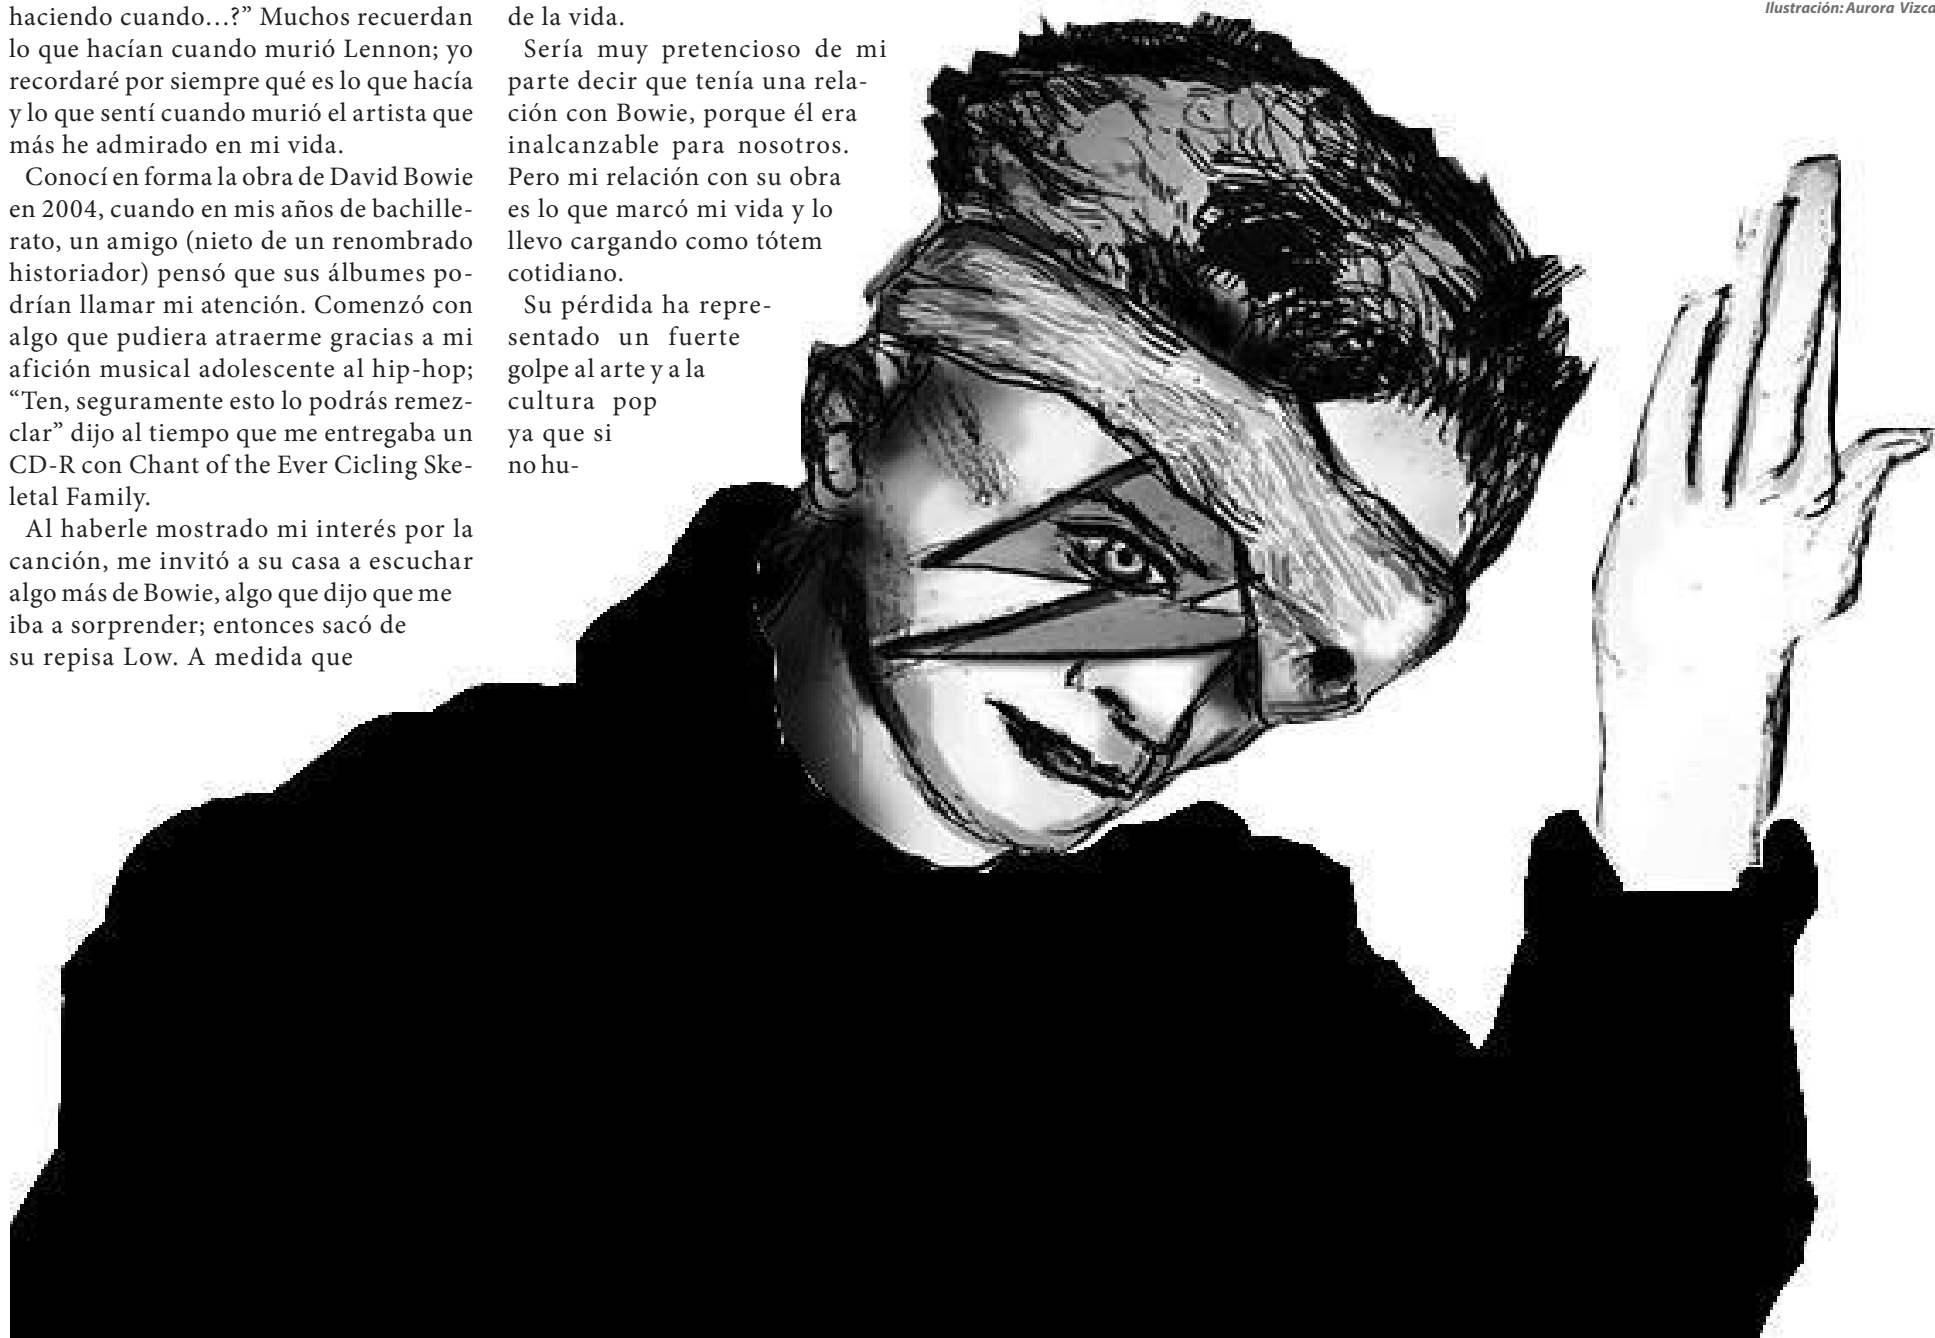 haciendo cuando…?” Muchos recuerdan
lo que hacían cuando murió Lennon; yo
recordaré por siempre qué es lo que hacía
y lo que sentí cuando murió el artista que
más he admirado en mi vida.
Conocí en forma la obra de David Bowie
en 2004, cuando en mis años de bachille-
rato, un amigo (nieto de un renombrado
historiador) pensó que sus álbumes po-
drían llamar mi atención. Comenzó con
algo que pudiera atraerme gracias a mi
afición musical adolescente al hip-hop;
“Ten, seguramente esto lo podrás remez-
clar” dijo al tiempo que me entregaba un
CD-R con Chant of the Ever Cicling Ske-
letal Family.
Al haberle mostrado mi interés por la
canción, me invitó a su casa a escuchar
algo más de Bowie, algo que dijo que me
iba a sorprender; entonces sacó de
su repisa Low. A medida que
de la vida.
Sería muy pretencioso de mi
parte decir que tenía una rela-
ción con Bowie, porque él era
inalcanzable para nosotros.
Pero mi relación con su obra
es lo que marcó mi vida y lo
llevo cargando como tótem
cotidiano.
Su pérdida ha repre-
sentado un fuerte
golpe al arte y a la
cultura pop
ya que si
no hu-
Ilustración: Aurora Vizca